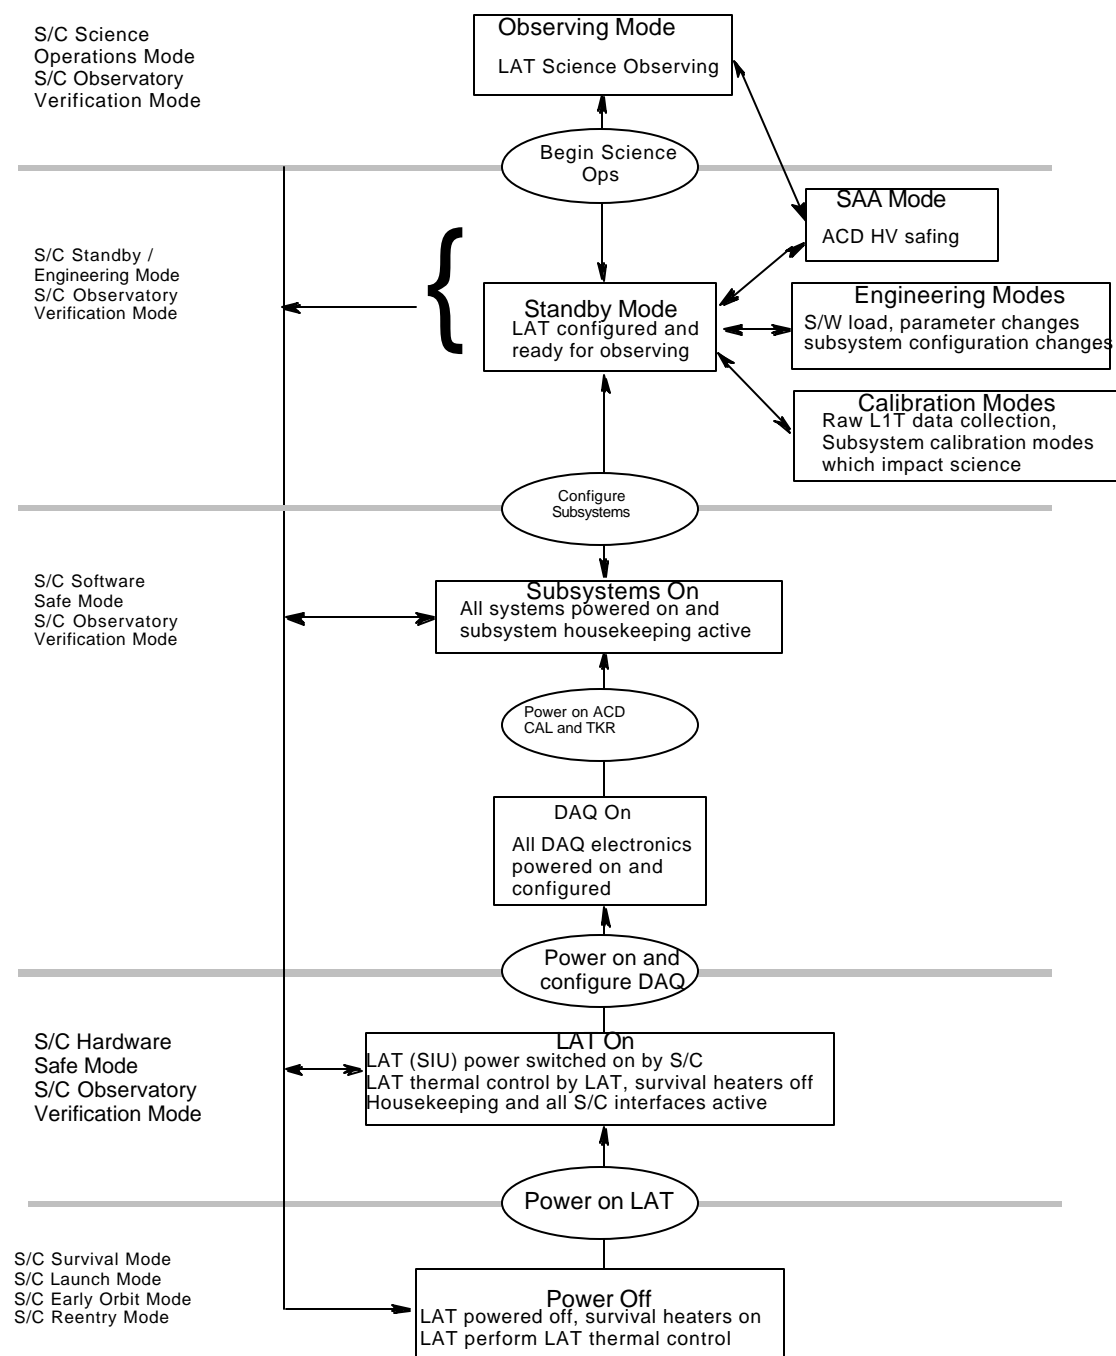 S/C Science
Operations Mode
S/C Observatory
Verification Mode
Observing Mode
LAT Science Observing
Begin Science
Ops
SAA Mode
ACD HV safing
S/C Standby /
Engineering Mode
S/C Observatory
Verification Mode
{
Standby Mode
LAT configured and
ready for observing
Engineering Modes
S/W load, parameter changes
subsystem configuration changes
Calibration Modes
Raw L1T data collection,
Subsystem calibration modes
which impact science
Configure
Subsystems
S/C Software
Safe Mode
S/C Observatory
Verification Mode
Subsystems On
All systems powered on and
subsystem housekeeping active
Power on ACD
CAL and TKR
DAQ On
All DAQ electronics
powered on and
configured
Power on and
configure DAQ
S/C Hardware
Safe Mode
S/C Observatory
Verification Mode
LAT On
LAT (SIU) power switched on by S/C
LAT thermal control by LAT, survival heaters off
Housekeeping and all S/C interfaces active
Power on LAT
S/C Survival Mode
S/C Launch Mode
S/C Early Orbit Mode
S/C Reentry Mode
Power Off
LAT powered off, survival heaters on
LAT perform LAT thermal control